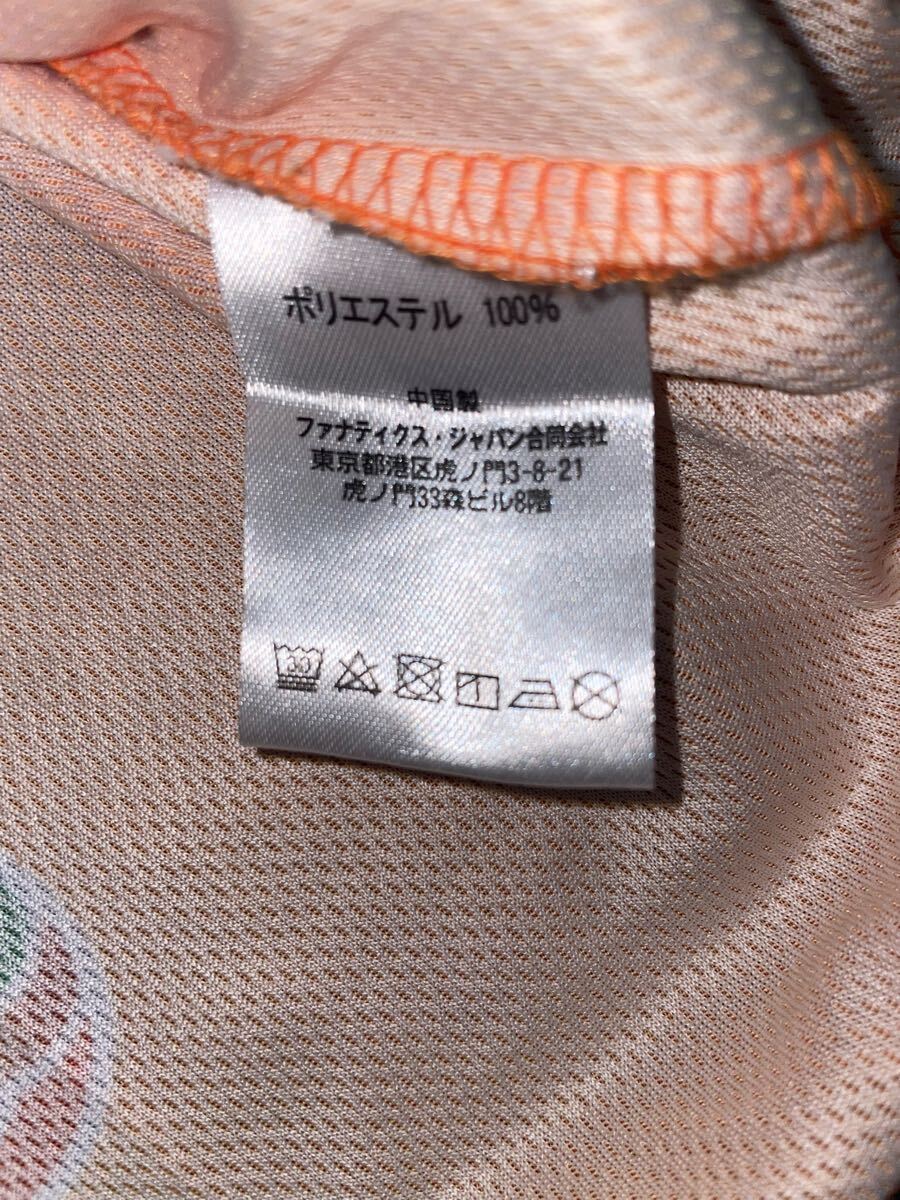 ポリエステル 100%
中国製
ファナティクス・ジャパン合同会社
東京都港区虎ノ門3-8-21
虎ノ門33森ビル8階
30